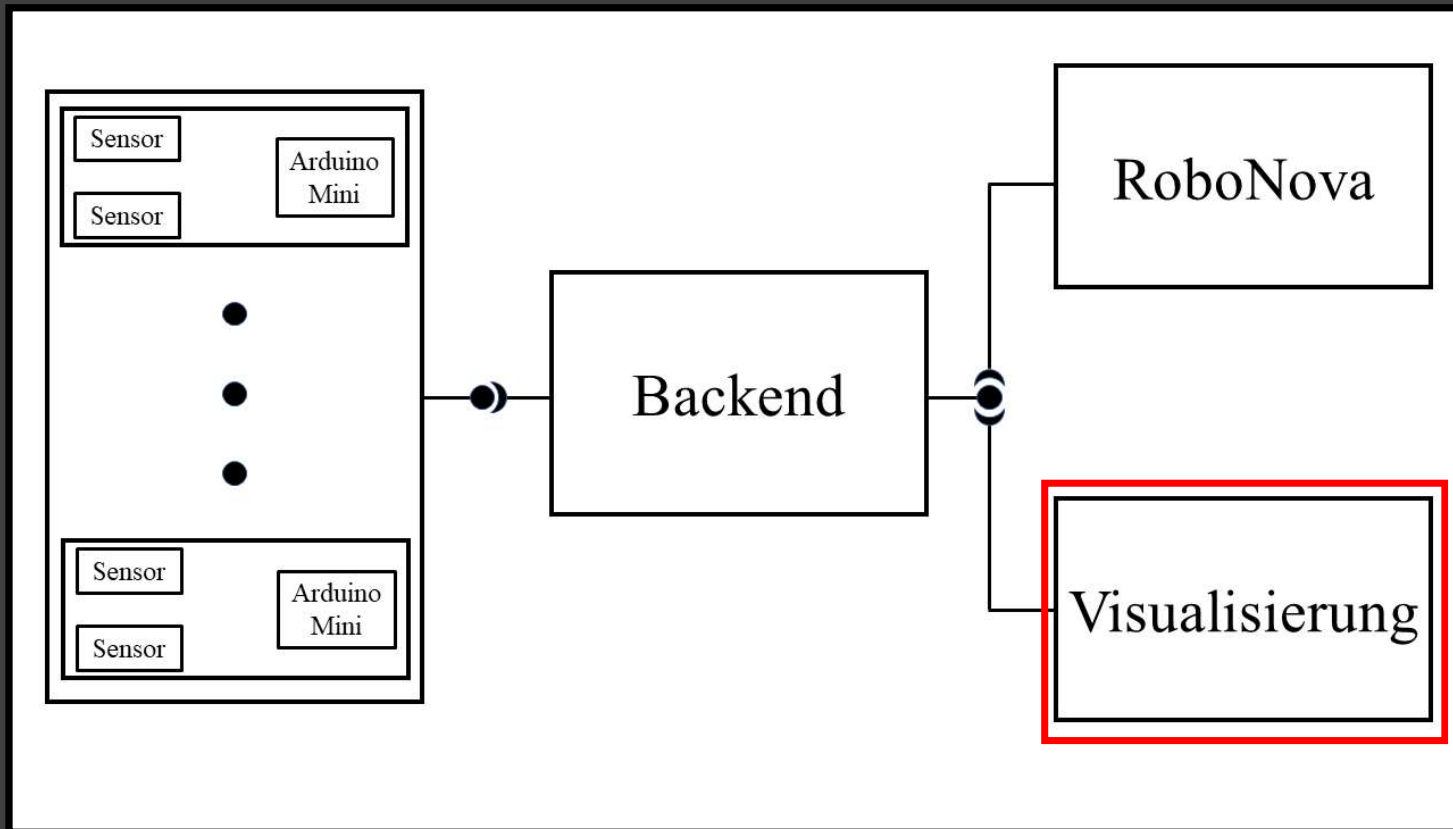 Sensor
Arduino
Mini
Sensor
Sensor
Arduino
Mini
Sensor
Backend
RoboNova
Visualisierung